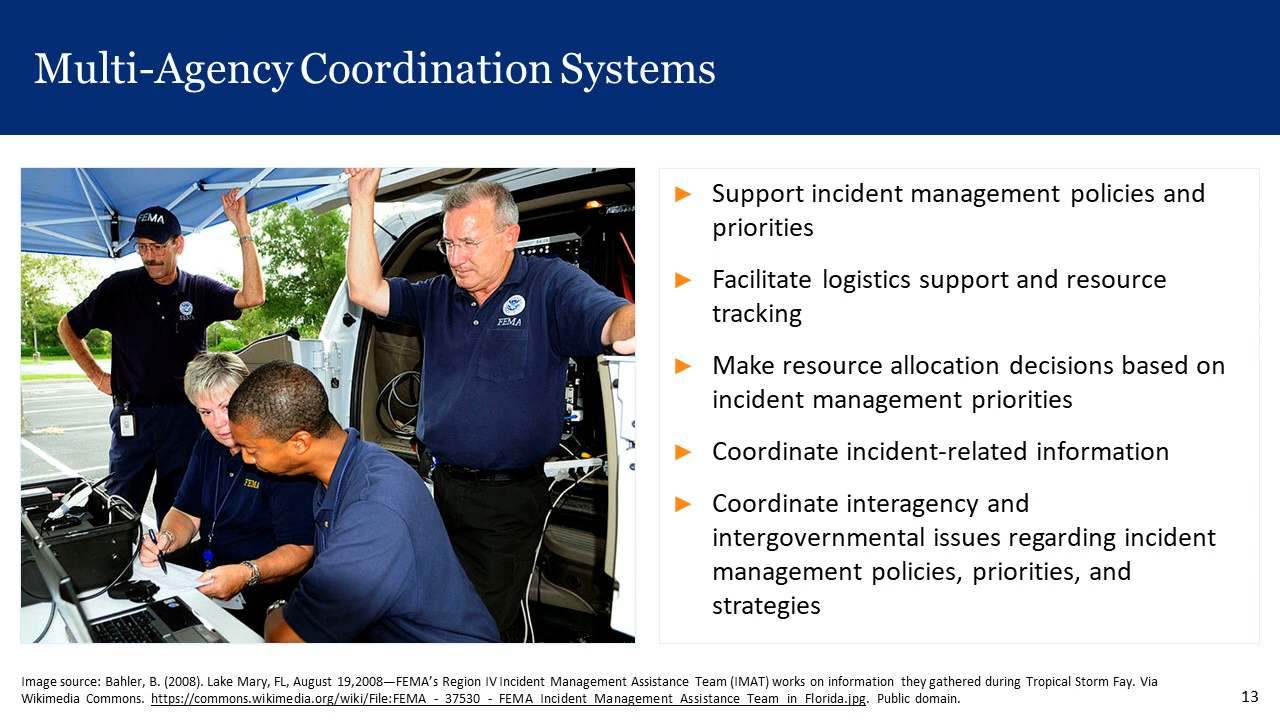 Multi-Agency Coordination Systems
FEMA
FEMA
FEMA
► Support incident management policies and
priorities
► Facilitate logistics support and resource
tracking
► Make resource allocation decisions based on
incident management priorities
► Coordinate incident-related information
► Coordinate interagency and
intergovernmental issues regarding incident
management policies, priorities, and
strategies
Image source: Bahler, B. (2008). Lake Mary, FL, August 19,2008—FEMA’s Region IV Incident Management Assistance Team (IMAT) works on information they gathered during Tropical Storm Fay. Via
Wikimedia Commons. https://commons.wikimedia.org/wiki/File:FEMA_-_37530_-_FEMA_Incident_Management_Assistance_Team_in_Florida.jpg. Public domain.
13